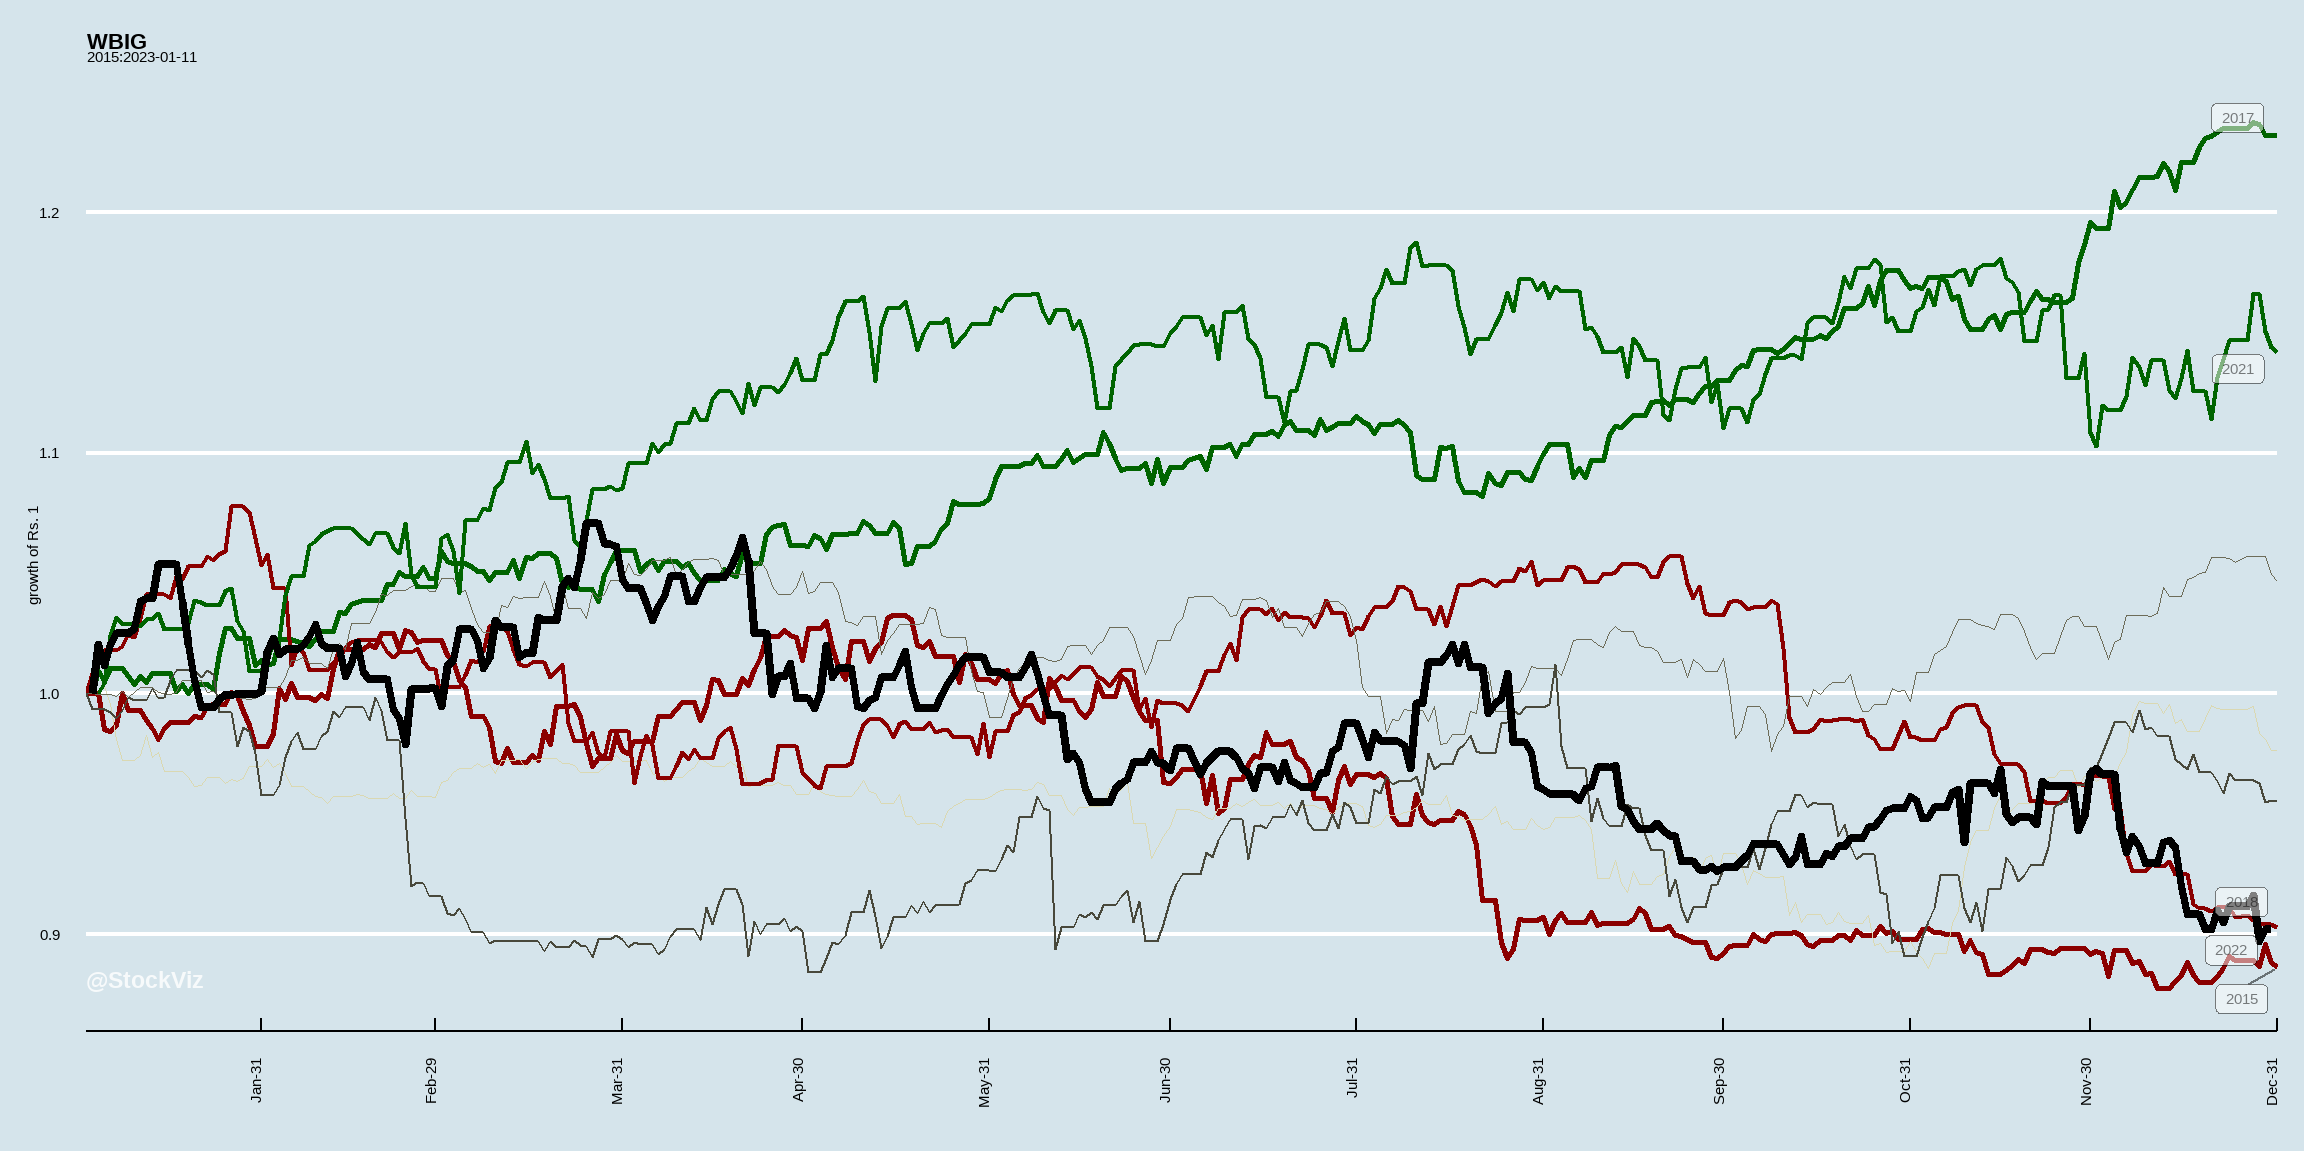 WBIG
2015:2023-01-11
2017
1.2
2021
1.1
growth of Rs. 1
1.0
2018
0.9
2022
@StockViz
2015
Jan-31
Feb-29
Mar-31
Apr-30
May-31
Jun-30
Jul-31
Aug-31
Sep-30
Oct-31
Nov-30
Dec-31